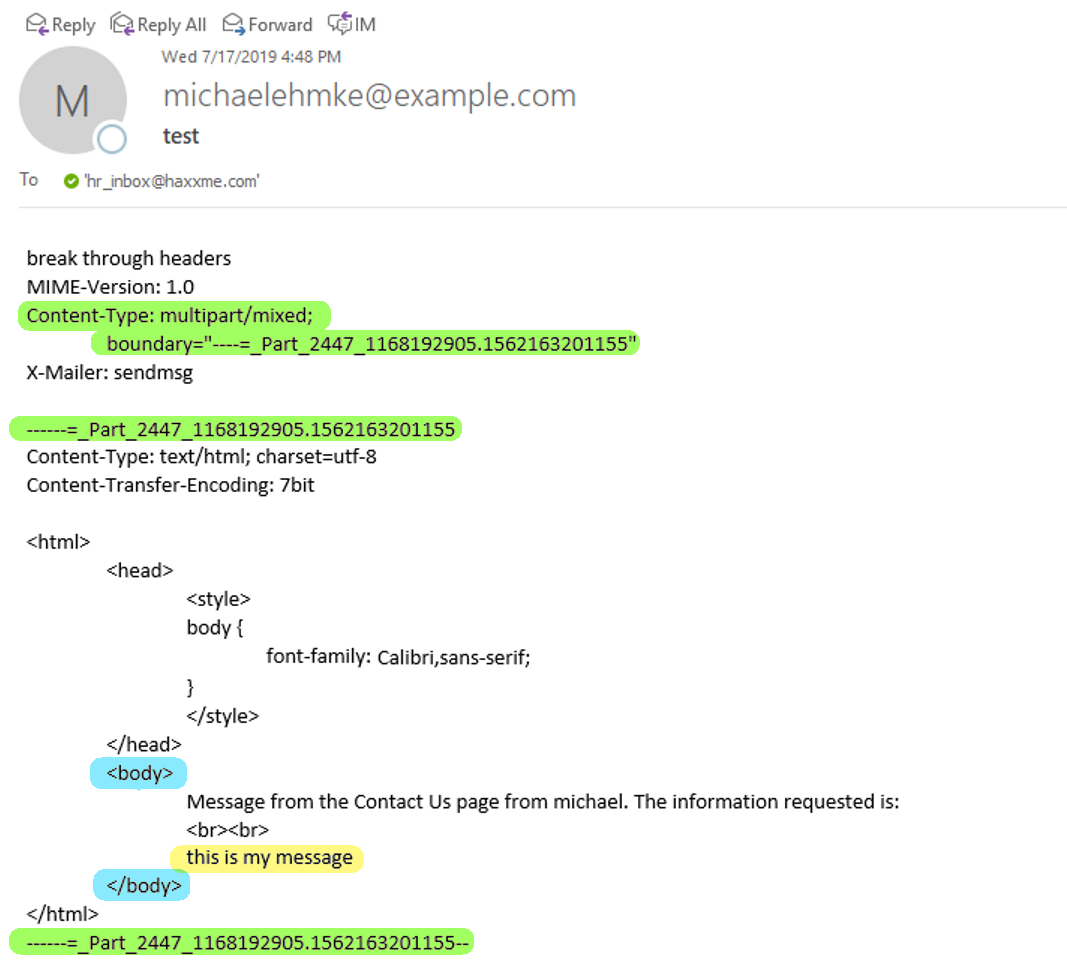 Reply Reply All Forward IM
Wed 7/17/2019 4:48 PM
M
michaelehmke@example.com
test
To 'hr_inbox@haxxme.com'
break through headers
MIME-Version: 1.0
Content-Type: multipart/mixed;
boundary="----=_Part_2447_1168192905.1562163201155"
X-Mailer: sendmsg
------=_Part_2447_1168192905.1562163201155
Content-Type: text/html; charset=utf-8
Content-Transfer-Encoding: 7bit
<html>
<head>
<style>
body {
font-family: Calibri,sans-serif;
}
</style>
</head>
<body>
Message from the Contact Us page from michael. The information requested is:
<br><br>
this is my message
</body>
</html>
------=_Part_2447_1168192905.1562163201155--